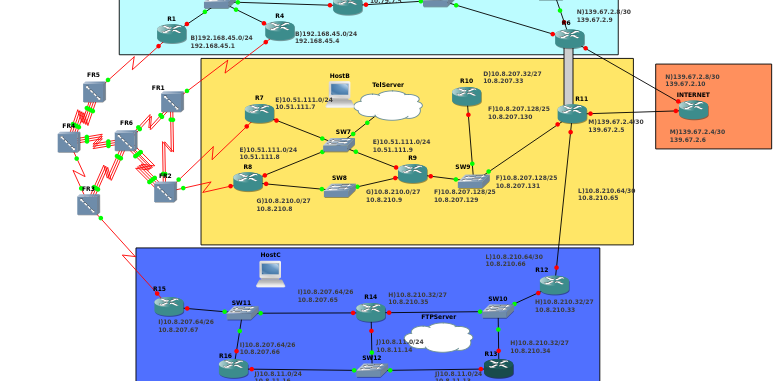 R1
B)192.168.45.0/24
192.168.45.1
R4
B)192.168.45.0/24
192.168.45.4
N)139.67.2.8/30
139.67.2.9
R6
FR5
FR1
FR4
FR6
FR2
FR3
HostB
TelServer
R7
E)10.51.111.0/24
10.51.111.7
SW7
E)10.51.111.0/24
10.51.111.9
E)10.51.111.0/24
10.51.111.8
R8
G)10.8.210.0/27
10.8.210.8
SW8
R9
G)10.8.210.0/27
10.8.210.9
R10
D)10.8.207.32/27
10.8.207.33
F)10.8.207.128/25
10.8.207.130
SW9
F)10.8.207.128/25
10.8.207.131
F)10.8.207.128/25
10.8.207.129
R11
M)139.67.2.4/30
139.67.2.5
N)139.67.2.8/30
139.67.2.10
INTERNET
M)139.67.2.4/30
139.67.2.6
L)10.8.210.64/30
10.8.210.65
L)10.8.210.64/30
10.8.210.66
R12
H)10.8.210.32/27
10.8.210.33
HostC
R15
I)10.8.207.64/26
10.8.207.67
SW11
I)10.8.207.64/26
10.8.207.65
R14
H)10.8.210.32/27
10.8.210.35
SW10
FTPServer
I)10.8.207.64/26
10.8.207.66
R16
J)10.8.11.0/24
J)10.8.11.0/24
10.8.11.14
SW12
J)10.8.11.0/24
R13
H)10.8.210.32/27
10.8.210.34